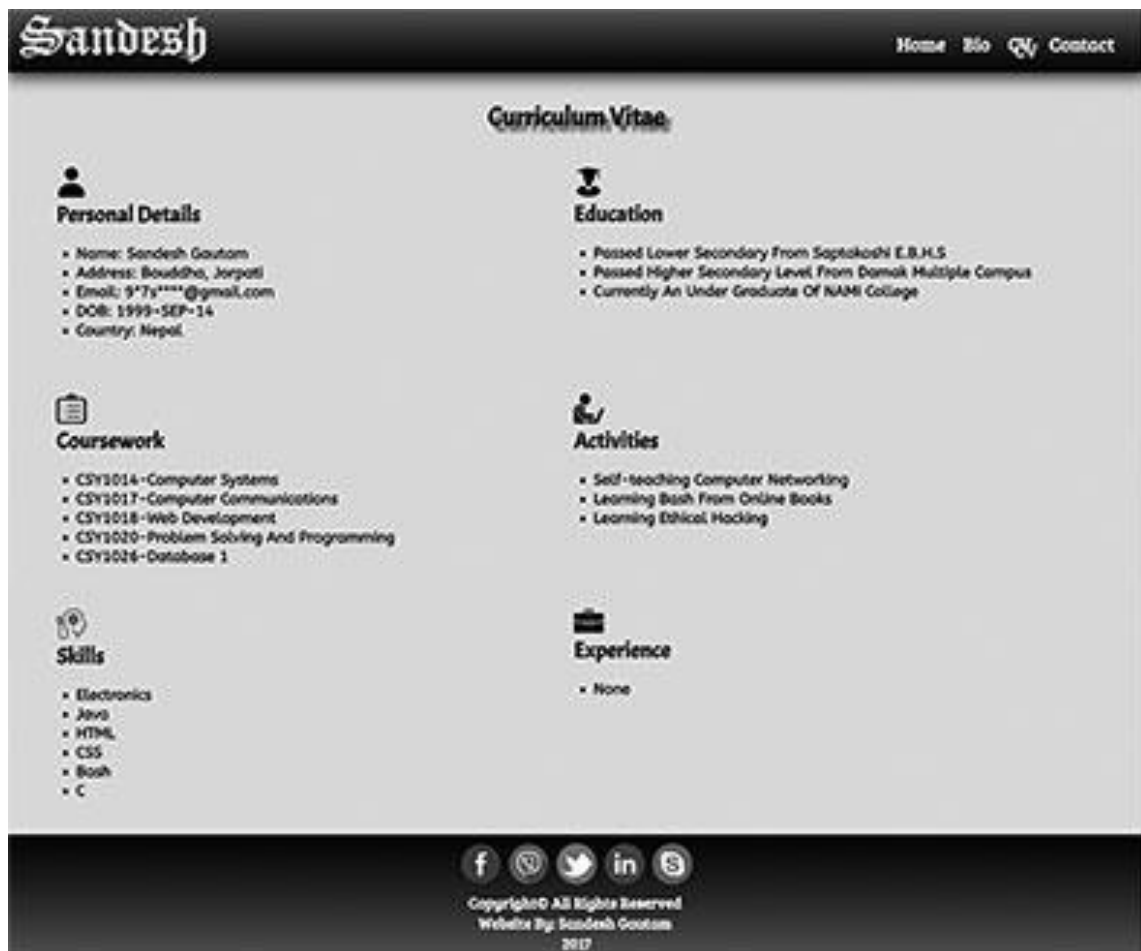 Sandesh
Home Bio CV Contact
Curriculum Vitae
Personal Details
Name: Sandesh Gautam
Address: Bouddha, Jorpati
Email: 9*7s****@gmail.com
DOB: 1999-SEP-14
Country: Nepal
Education
Passed Lower Secondary From Saptakoshi E.B.H.S
Passed Higher Secondary Level From Damak Multiple Campus
Currently An Under Graduate Of NAMI College
Coursework
CSY1014-Computer Systems
CSY1017-Computer Communications
CSY1018-Web Development
CSY1020-Problem Solving And Programming
CSY1026-Database 1
Activities
Self-teaching Computer Networking
Learning Bash From Online Books
Learning Ethical Hacking
Skills
Electronics
Java
HTML
CSS
Bash
C
Experience
None
Copyright© All Rights Reserved
Website By: Sandesh Gautam
2017